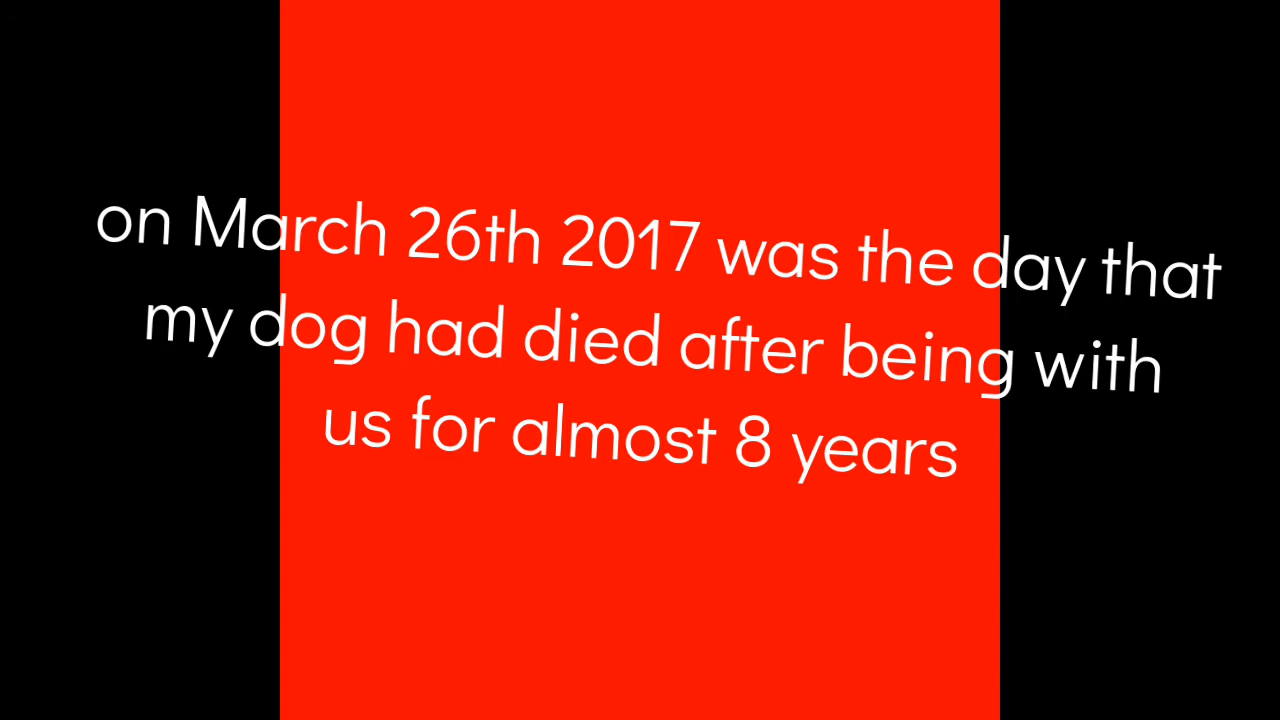 on March 26th 2017 was the day that
my dog had died after being with
us for almost 8 years